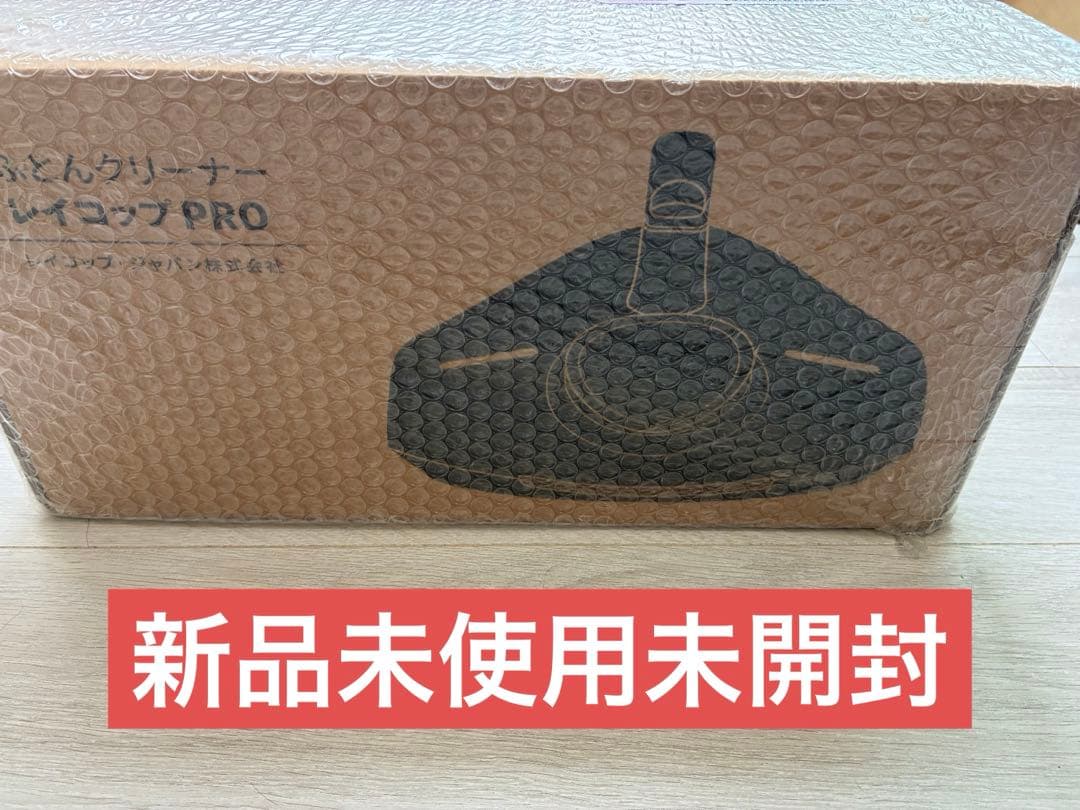 ふとんクリーナー
レイコップPRO
レイコップ・ジャパン株式会社
新品未使用未開封